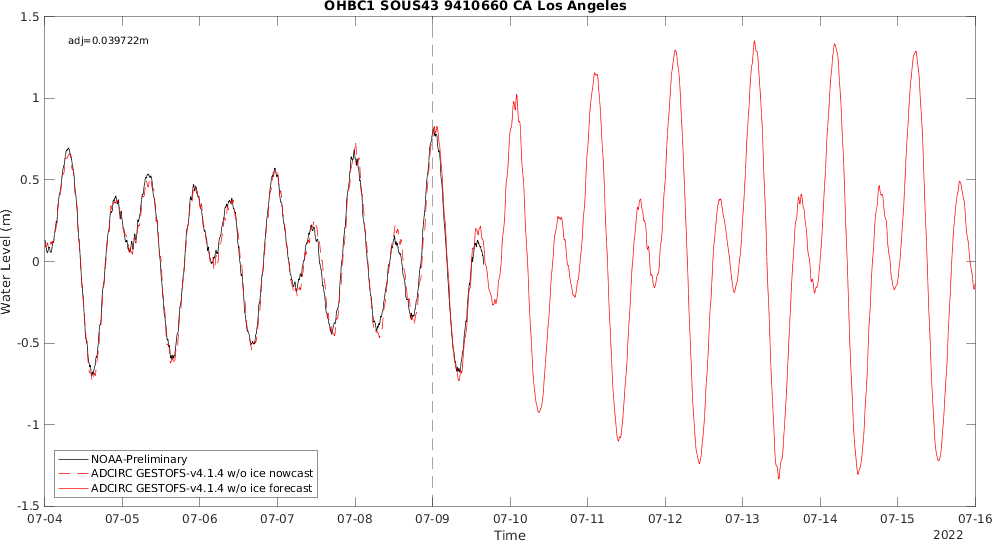 OHBC1 SOUS43 9410660 CA Los Angeles
adj=0.039722m
1.5
1
0.5
0
-0.5
-1
-1.5
Water Level (m)
NOAA-Preliminary
ADCIRC GESTOFS-v4.1.4 w/o ice nowcast
ADCIRC GESTOFS-v4.1.4 w/o ice forecast
07-04 07-05 07-06 07-07 07-08 07-09 07-10 07-11 07-12 07-13 07-14 07-15 07-16
Time
2022